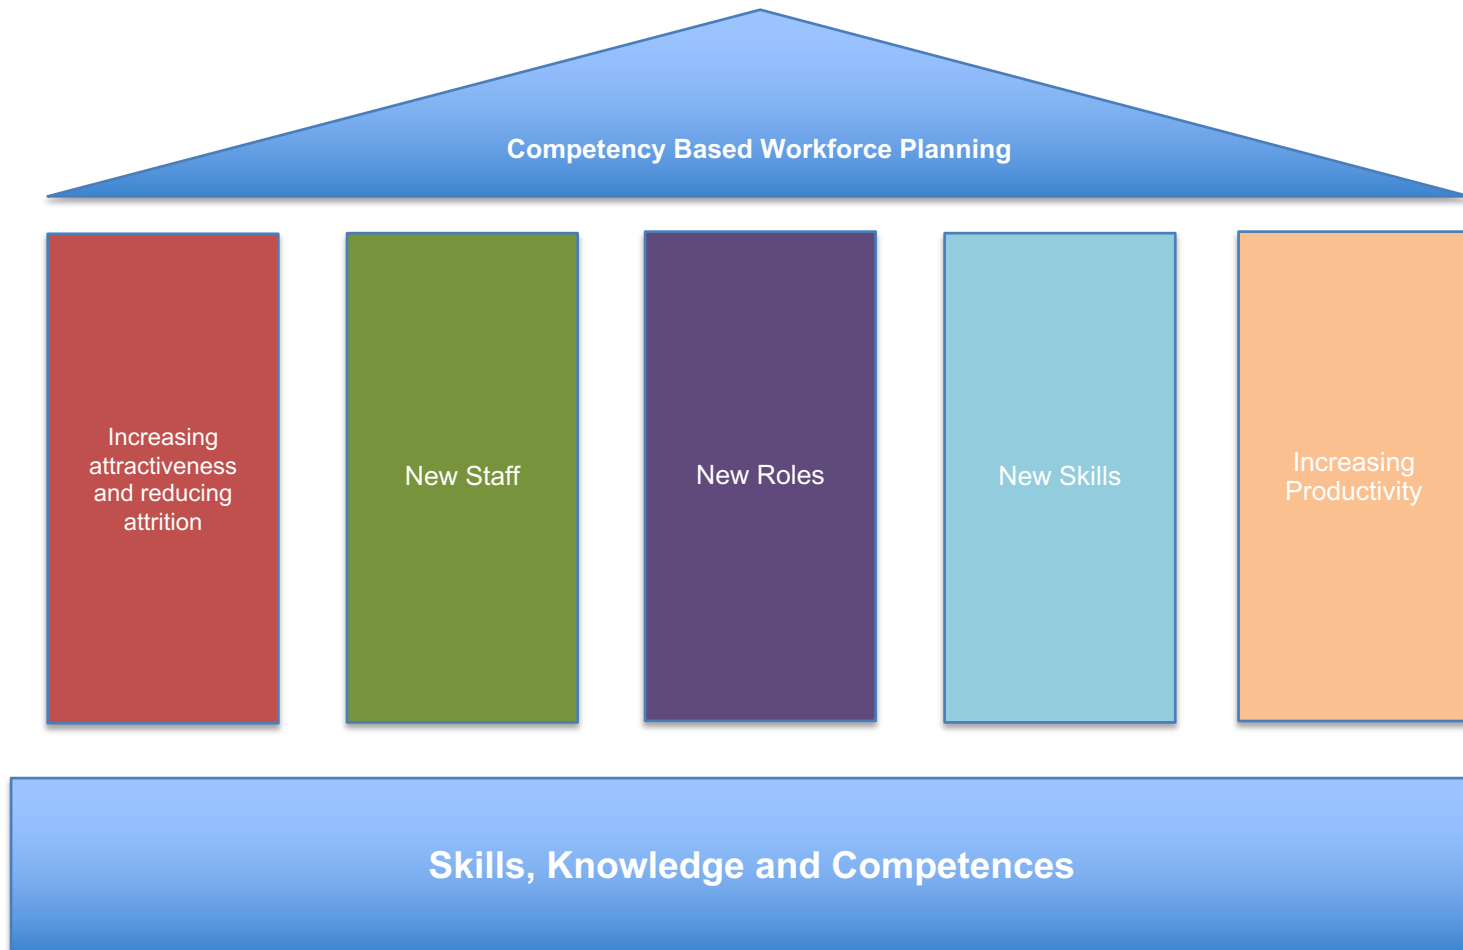 Competency Based Workforce Planning
Increasing
attractiveness
and reducing
attrition
New Staff
New Roles
New Skills
Increasing
Productivity
Skills, Knowledge and Competences